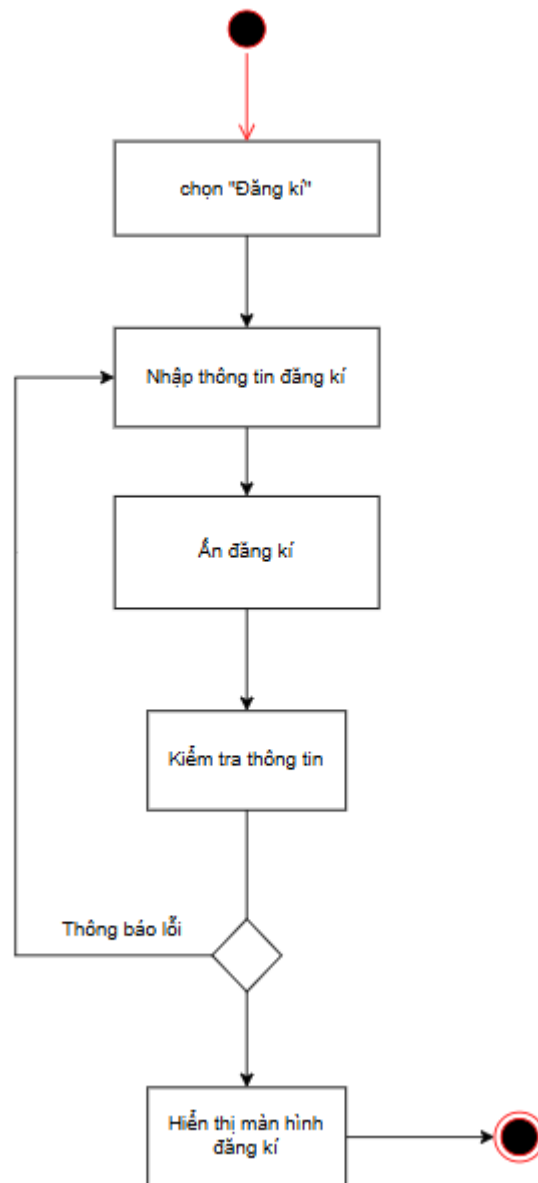 chọn "Đăng kí"
Nhập thông tin đăng kí
Ấn đăng kí
Kiểm tra thông tin
Thông báo lỗi
Hiển thị màn hình
đăng kí